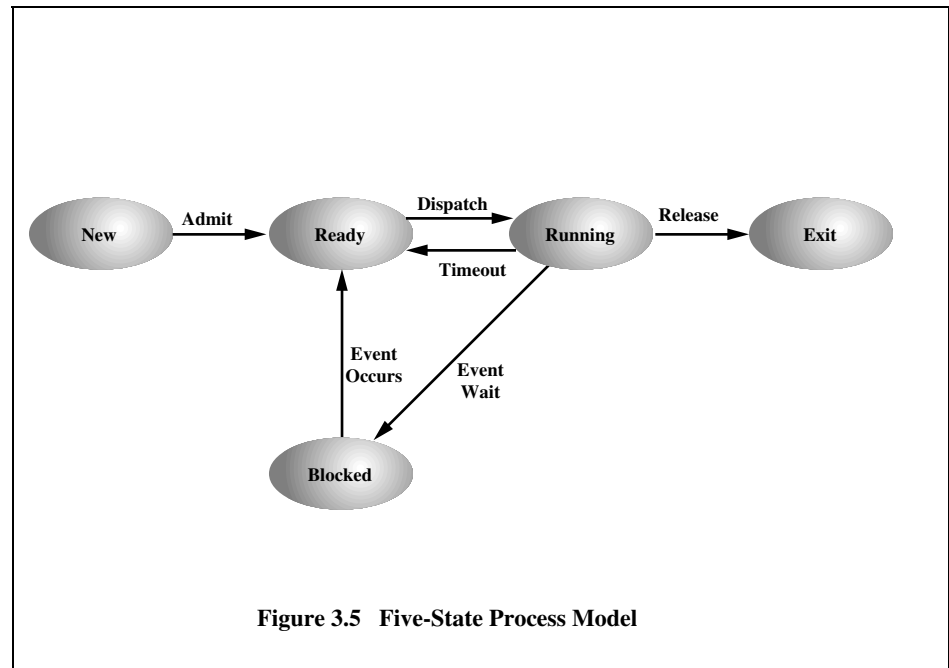 New
Admit
Ready
Dispatch
Timeout
Running
Release
Exit
Event
Occurs
Event
Wait
Blocked
Figure 3.5 Five-State Process Model